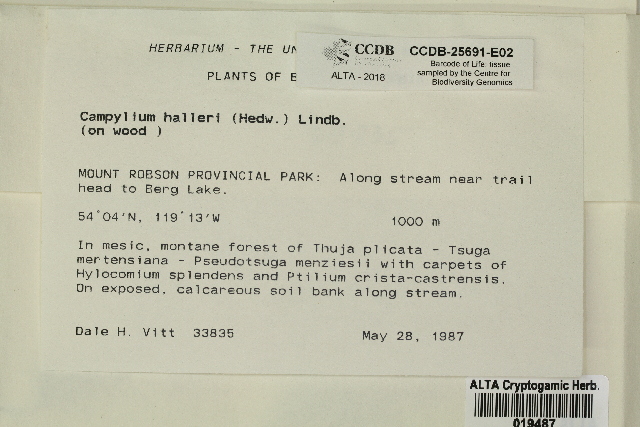 HERBARIUM - THE UN
PLANTS OF B
CCDB
ALTA - 2018
CCDB-25691-E02
Barcode of Life: tissue
sampled by the Centre for
Biodiversity Genomics
Campylium halleri (Hedw.) Lindb.
(on wood )
MOUNT ROBSON PROVINCIAL PARK: Along stream near trail
head to Berg Lake.
54°04'N, 119°13'W 1000 m
In mesic, montane forest of Thuja plicata - Tsuga
mertensiana - Pseudotsuga menziesii with carpets of
Hylocomium splendens and Ptilium crista-castrensis.
On exposed, calcareous soil bank along stream.
Dale H. Vitt 33835 May 28, 1987
ALTA Cryptogamic Herb.
019487